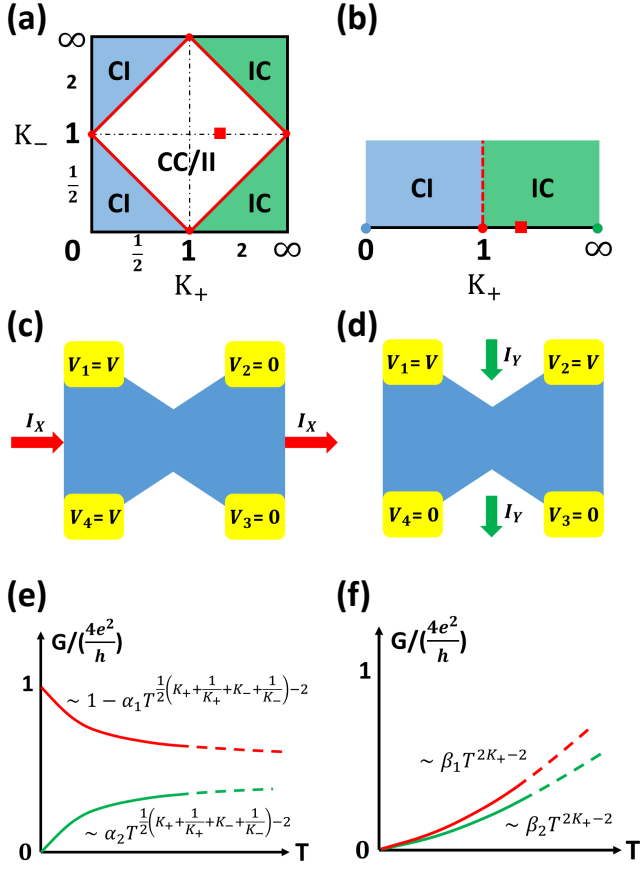 (a)
∞
2
K₋ 1
1/2
0
1/2
1
2
∞
K₊
CI
IC
CC/II
CI
IC
(b)
CI
IC
0
1
∞
K₊
(c)
V₁= V
V₂= 0
I_X
I_X
V₄= V
V₃= 0
(d)
V₁= V
I_Y
V₂= V
V₄= 0
I_Y
V₃= 0
(e)
G/(4e²/h)
1
~ 1 − α₁T^{1/2(K₊+1/K₊+K₋+1/K₋)−2}
~ α₂T^{1/2(K₊+1/K₊+K₋+1/K₋)−2}
0
T
(f)
G/(4e²/h)
1
~ β₁T^{2K₊−2}
~ β₂T^{2K₊−2}
0
T